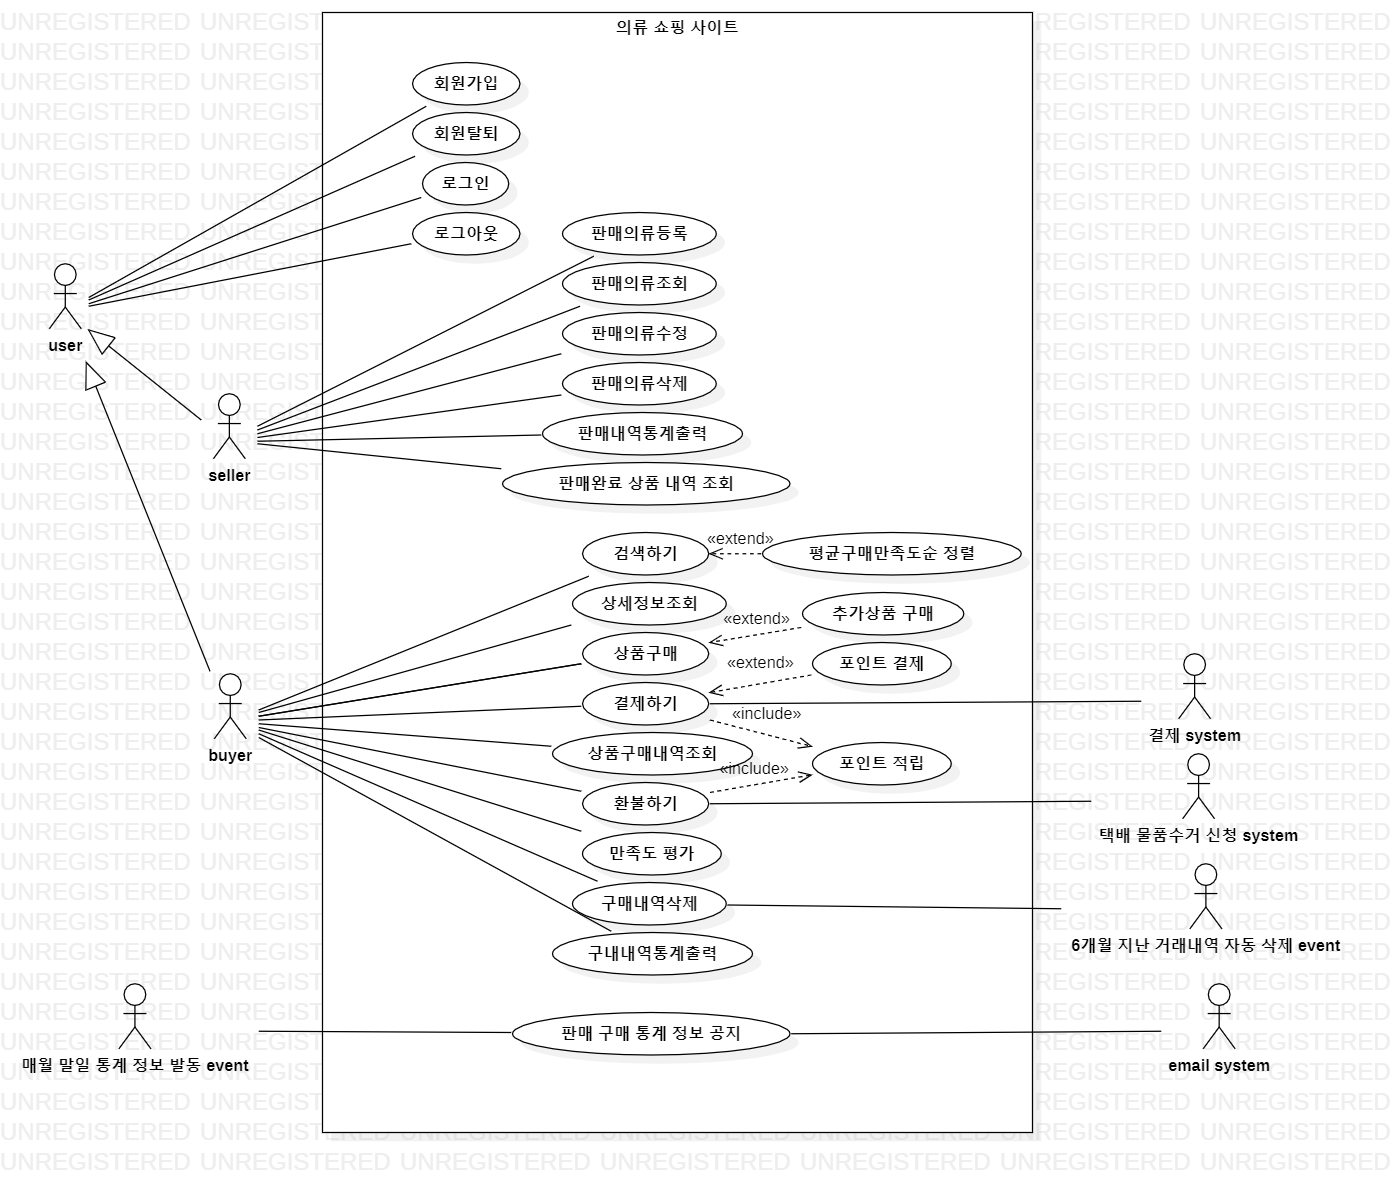 의류 쇼핑 사이트
회원가입
회원탈퇴
로그인
로그아웃
user
판매의류등록
판매의류조회
판매의류수정
판매의류삭제
판매내역통계출력
판매완료 상품 내역 조회
seller
검색하기
«extend»
평균구매만족도순 정렬
상세정보조회
추가상품 구매
«extend»
상품구매
포인트 결제
«extend»
결제하기
«include»
결제 system
buyer
상품구매내역조회
«include»
포인트 적립
환불하기
택배 물품수거 신청 system
만족도 평가
구매내역삭제
6개월 지난 거래내역 자동 삭제 event
구내내역통계출력
판매 구매 통계 정보 공지
매월 말일 통계 정보 발동 event
email system
UNREGISTERED